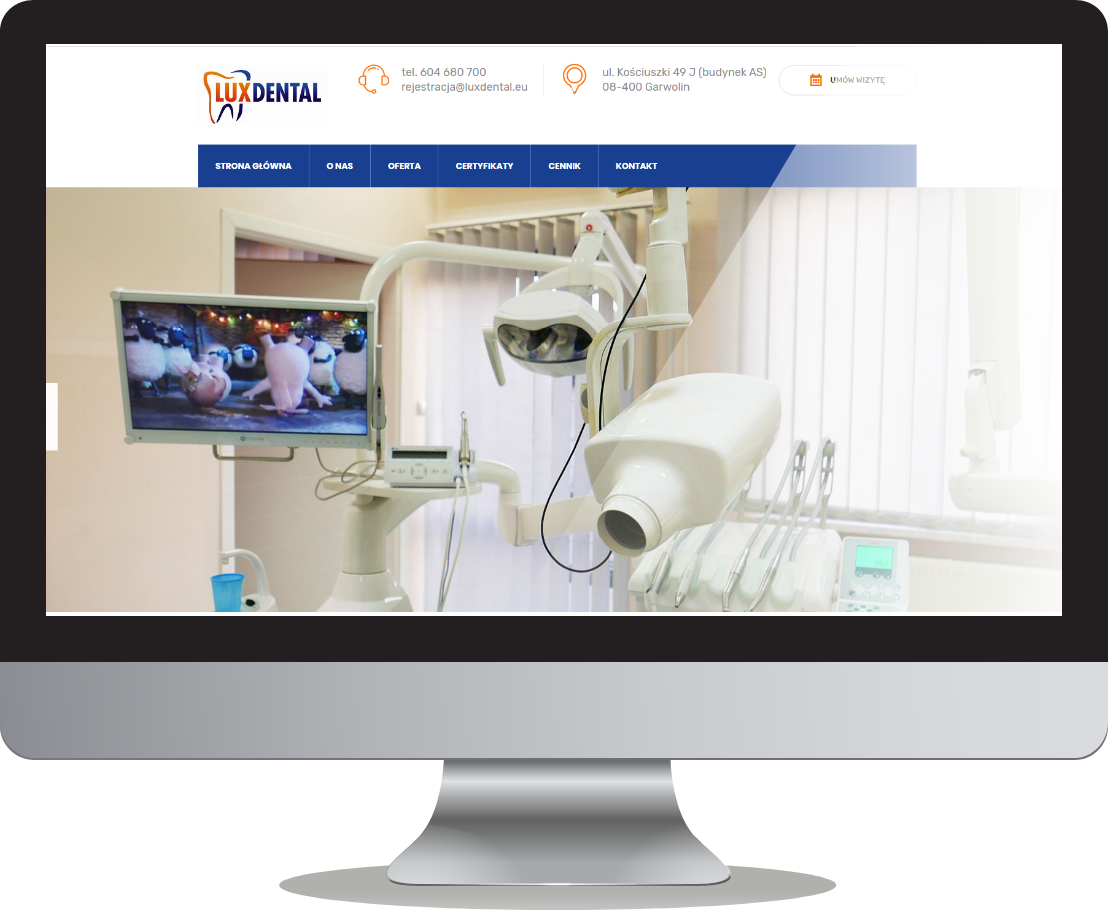 LUXDENTAL
tel. 604 680 700
rejestracja@luxdental.eu
ul. Kościuszki 49 J (budynek AS)
08-400 Garwolin
UMÓW WIZYTĘ
STRONA GŁÓWNA
O NAS
OFERTA
CERTYFIKATY
CENNIK
KONTAKT